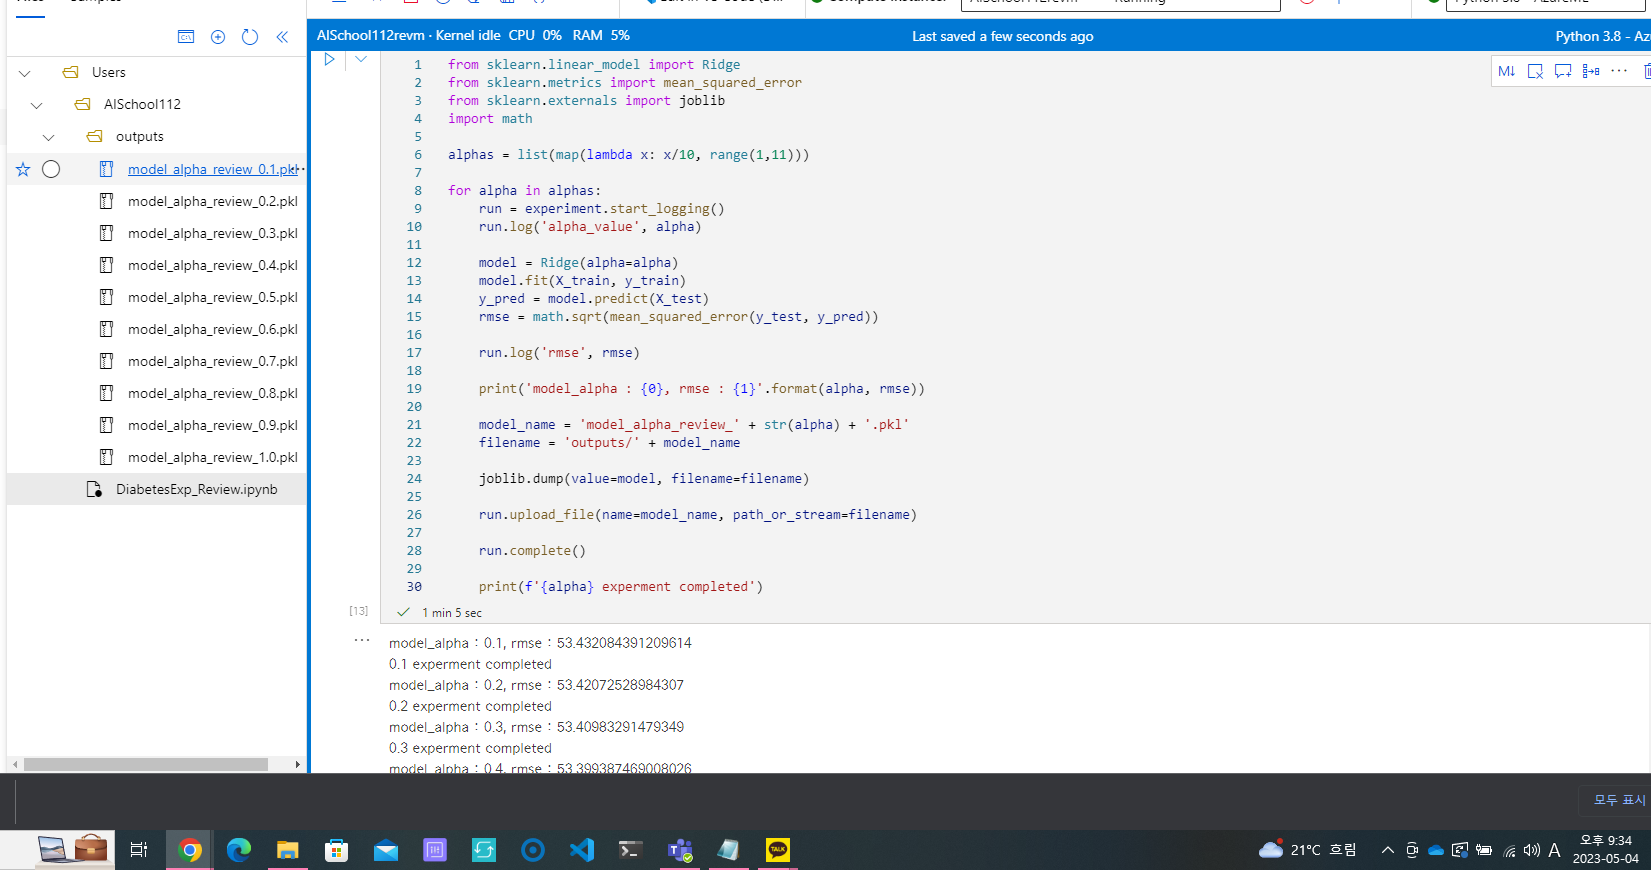 AISchool112revm · Kernel idle CPU 0% RAM 5%
Last saved a few seconds ago
Python 3.8 - Az
Users
AISchool112
outputs
model_alpha_review_0.1.pkl
model_alpha_review_0.2.pkl
model_alpha_review_0.3.pkl
model_alpha_review_0.4.pkl
model_alpha_review_0.5.pkl
model_alpha_review_0.6.pkl
model_alpha_review_0.7.pkl
model_alpha_review_0.8.pkl
model_alpha_review_0.9.pkl
model_alpha_review_1.0.pkl
DiabetesExp_Review.ipynb
M↓
1 from sklearn.linear_model import Ridge
2 from sklearn.metrics import mean_squared_error
3 from sklearn.externals import joblib
4 import math
5
6 alphas = list(map(lambda x: x/10, range(1,11)))
7
8 for alpha in alphas:
9     run = experiment.start_logging()
10     run.log('alpha_value', alpha)
11
12     model = Ridge(alpha=alpha)
13     model.fit(X_train, y_train)
14     y_pred = model.predict(X_test)
15     rmse = math.sqrt(mean_squared_error(y_test, y_pred))
16
17     run.log('rmse', rmse)
18
19     print('model_alpha : {0}, rmse : {1}'.format(alpha, rmse))
20
21     model_name = 'model_alpha_review_' + str(alpha) + '.pkl'
22     filename = 'outputs/' + model_name
23
24     joblib.dump(value=model, filename=filename)
25
26     run.upload_file(name=model_name, path_or_stream=filename)
27
28     run.complete()
29
30     print(f'{alpha} experment completed')
[13]
1 min 5 sec
model_alpha : 0.1, rmse : 53.432084391209614
0.1 experment completed
model_alpha : 0.2, rmse : 53.42072528984307
0.2 experment completed
model_alpha : 0.3, rmse : 53.40983291479349
0.3 experment completed
model_alpha : 0.4, rmse : 53.399387469008026
모두 표시
TALK
21°C 흐림
A
오후 9:34
2023-05-04